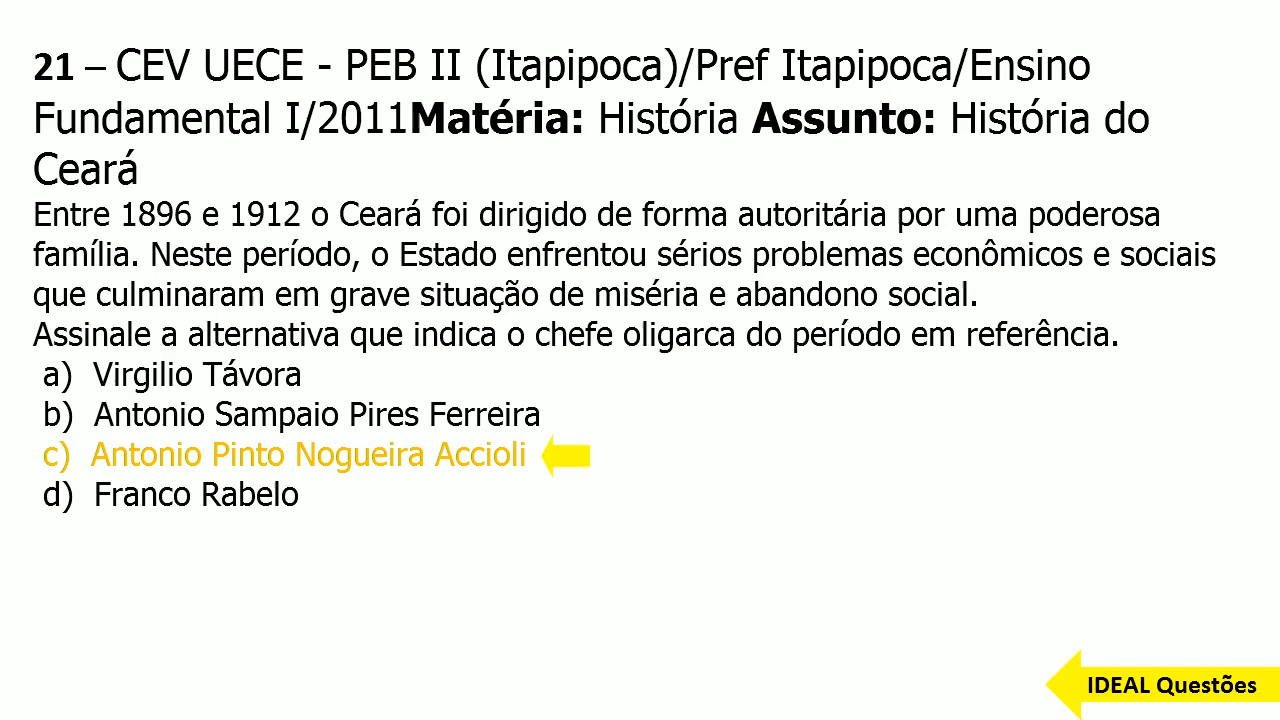 21 – CEV UECE - PEB II (Itapipoca)/Pref Itapipoca/Ensino
Fundamental I/2011Matéria: História Assunto: História do
Ceará
Entre 1896 e 1912 o Ceará foi dirigido de forma autoritária por uma poderosa
família. Neste período, o Estado enfrentou sérios problemas econômicos e sociais
que culminaram em grave situação de miséria e abandono social.
Assinale a alternativa que indica o chefe oligarca do período em referência.
a) Virgilio Távora
b) Antonio Sampaio Pires Ferreira
c) Antonio Pinto Nogueira Accioli
d) Franco Rabelo
IDEAL Questões